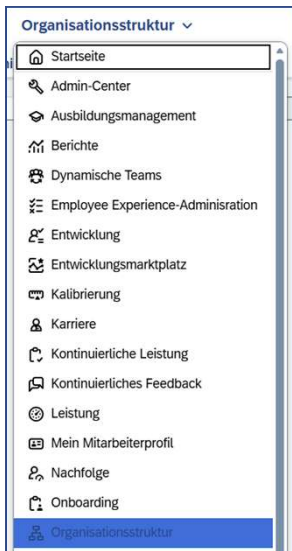 Organisationsstruktur
Startseite
Admin-Center
Ausbildungsmanagement
Berichte
Dynamische Teams
Employee Experience-Adminisration
Entwicklung
Entwicklungsmarktplatz
Kalibrierung
Karriere
Kontinuierliche Leistung
Kontinuierliches Feedback
Leistung
Mein Mitarbeiterprofil
Nachfolge
Onboarding
Organisationsstruktur